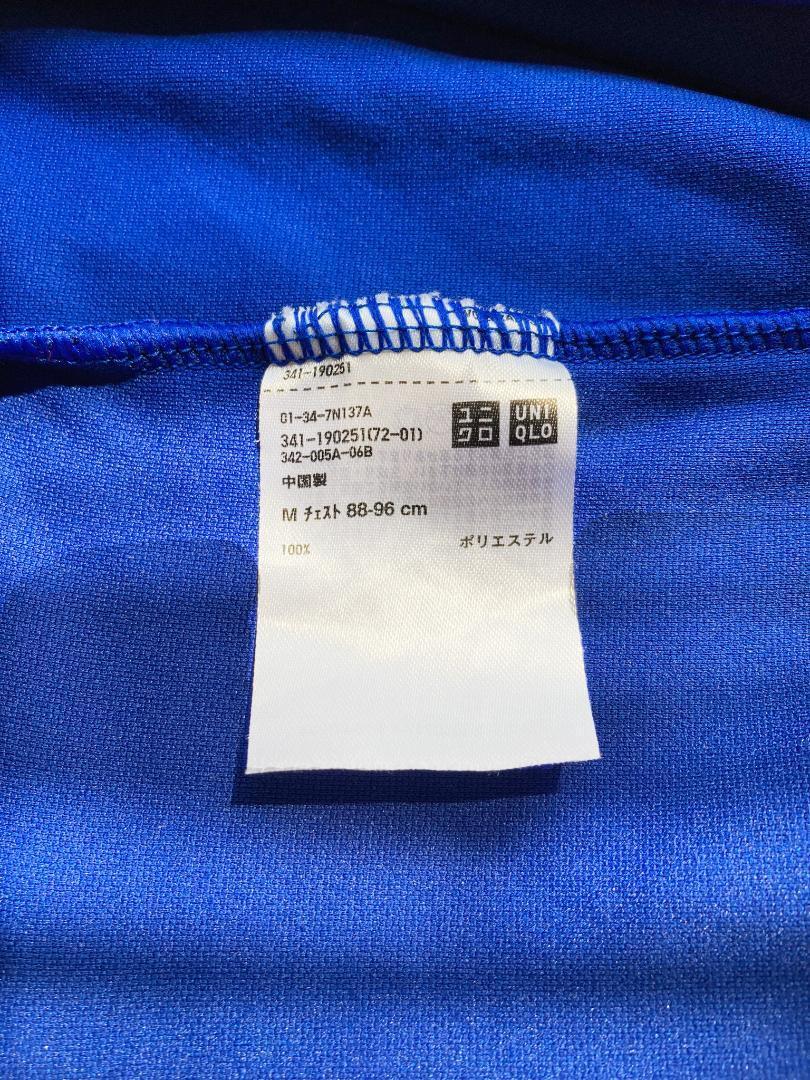 341-190251
01-34-7N137A
341-190251(72-01)
342-005A-06B
ユニ
クロ
UNI
QLO
中国製
M チェスト 88-96 cm
100% ポリエステル